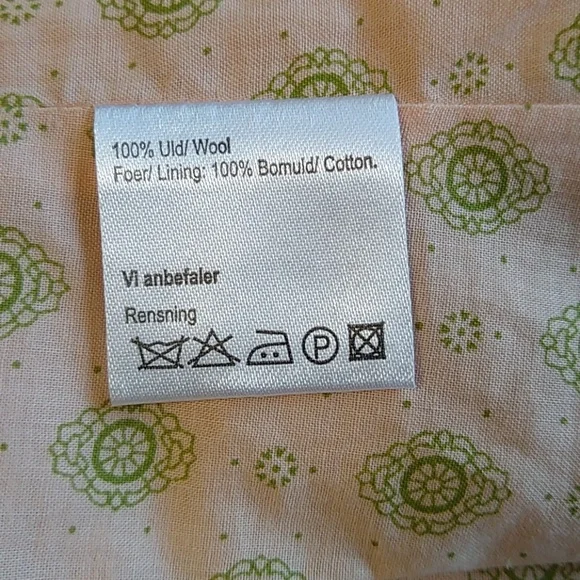 100% Uld/ Wool
Foer/ Lining: 100% Bomuld/ Cotton.
Vi anbefaler
Rensning
P